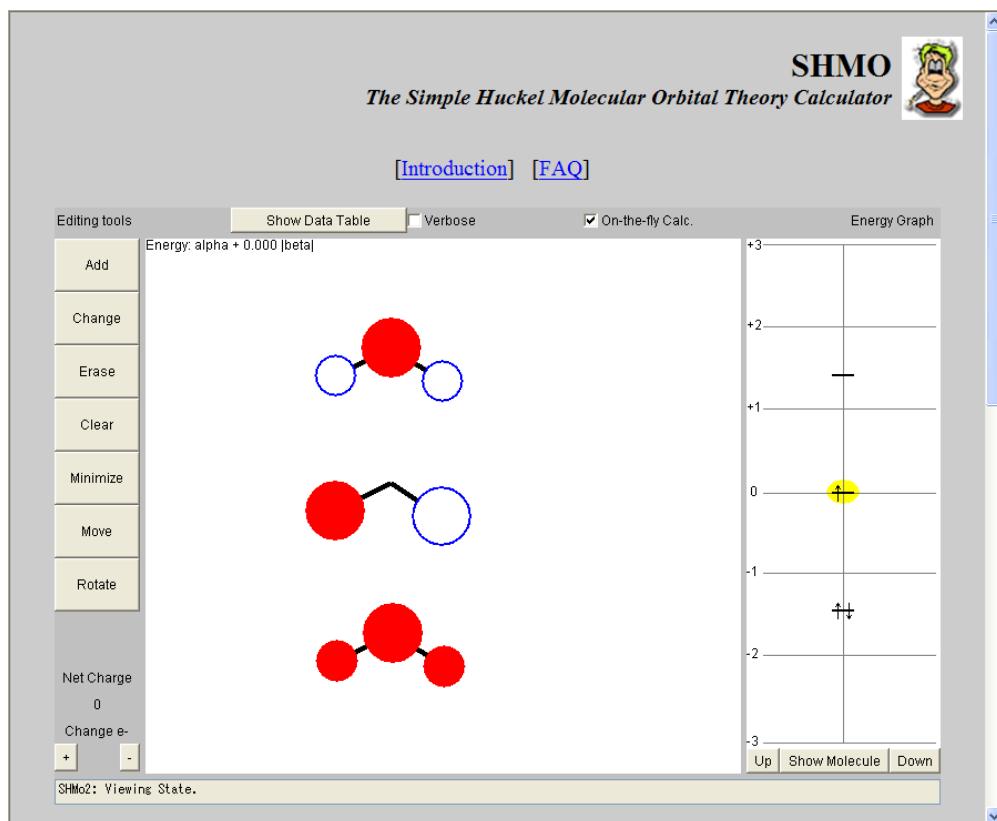 SHMO
The Simple Huckel Molecular Orbital Theory Calculator
[Introduction] [FAQ]
Editing tools Show Data Table Verbose On-the-fly Calc. Energy Graph
Energy: alpha + 0.000 |beta|
Add
Change
Erase
Clear
Minimize
Move
Rotate
Net Charge
0
Change e-
+ -
+3
+2
+1
0
-1
-2
-3
Up Show Molecule Down
SHMo2: Viewing State.